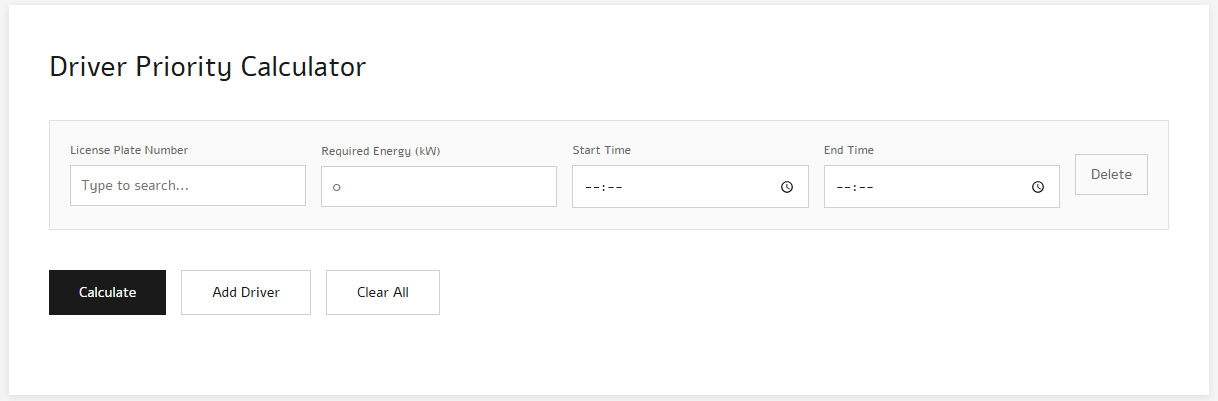 Driver Priority Calculator
License Plate Number
Required Energy (kW)
Start Time
End Time
Type to search...
0
--:--
--:--
Delete
Calculate
Add Driver
Clear All